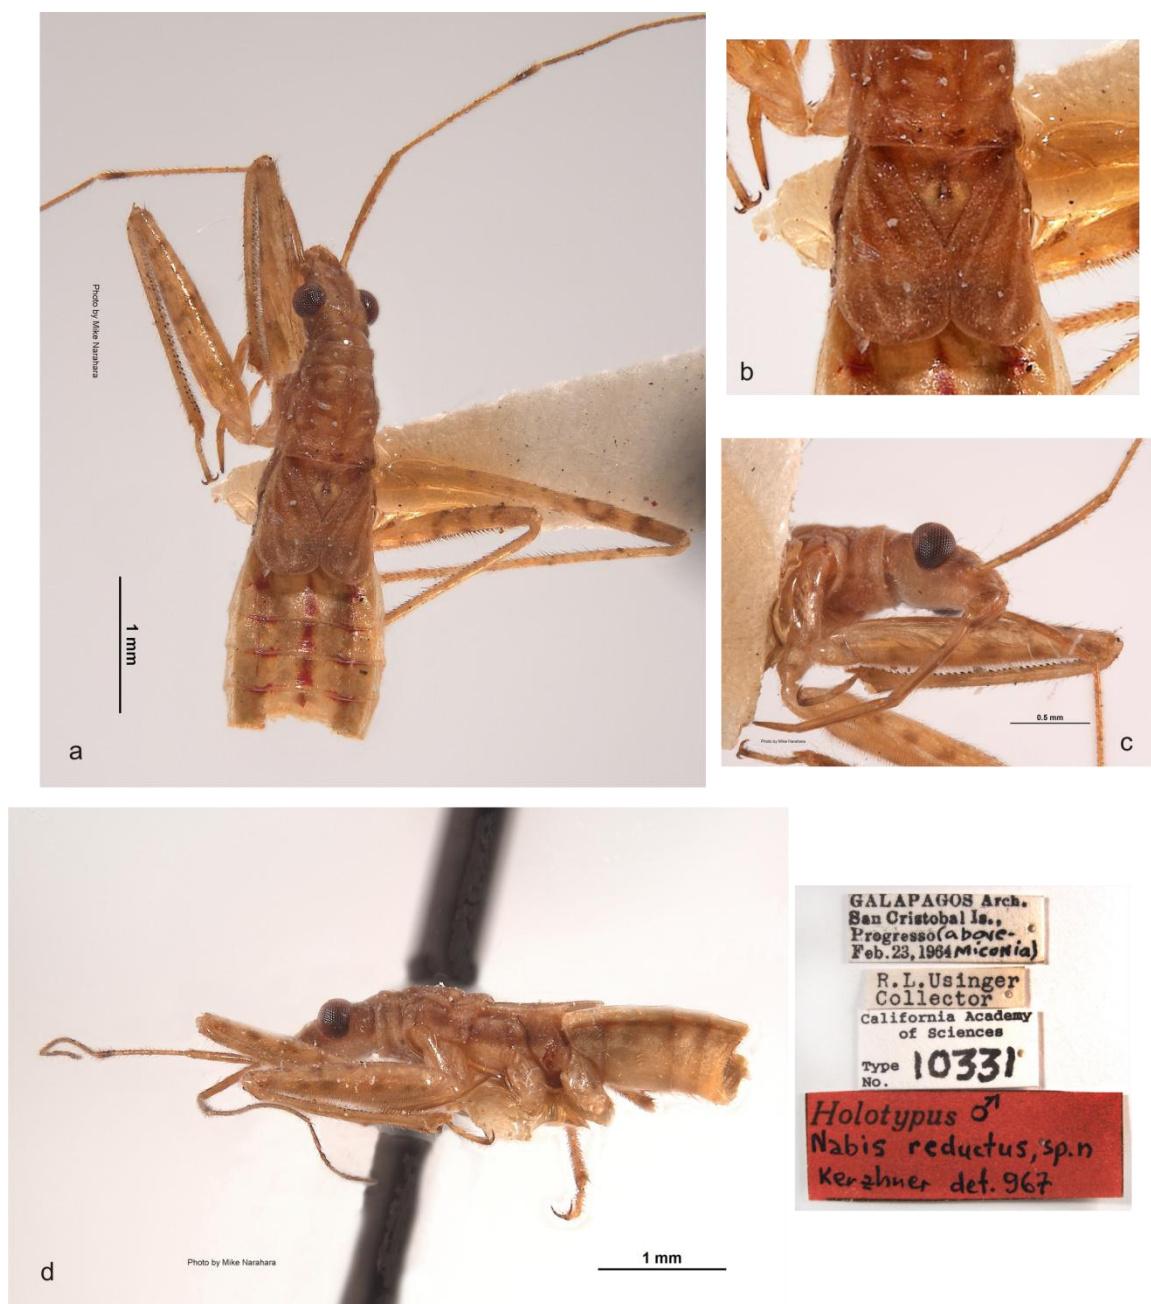 Photo by Mike Narahara
1 mm
a
b
0.5 mm
Photo by Mike Narahara
c
Photo by Mike Narahara
1 mm
d
GALAPAGOS Arch.
San Cristobal Is.,
Progresso (above-
Feb.23,1964 Miconia)
R.L.Usinger
Collector
California Academy
of Sciences
Type
No. 10331
Holotypus ♂
Nabis reductus, sp.n
Kerzhner det. 967